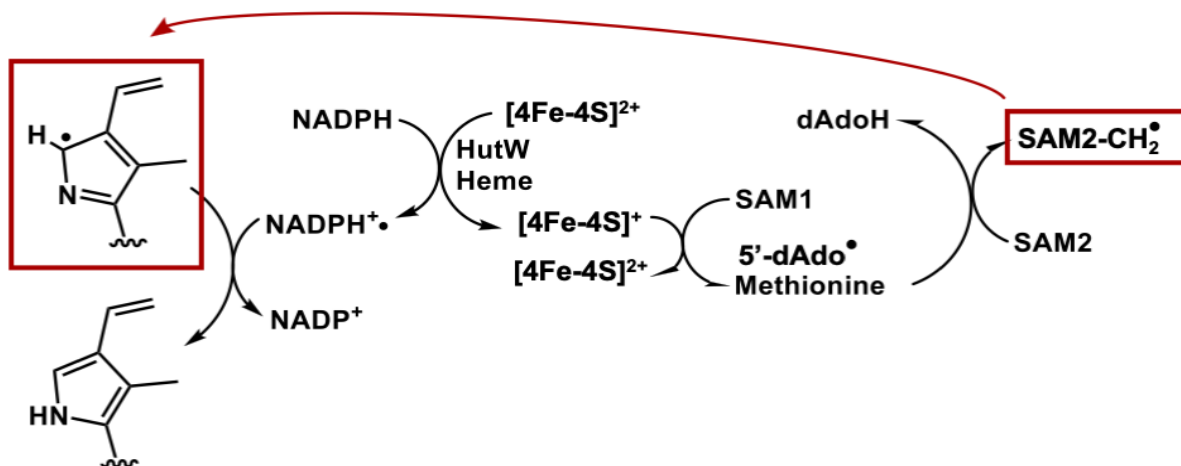 H •
N
HN
NADPH
[4Fe-4S]²⁺
HutW
Heme
NADPH⁺•
NADP⁺
[4Fe-4S]⁺
[4Fe-4S]²⁺
SAM1
5'-dAdo•
Methionine
dAdoH
SAM2-CH₂•
SAM2